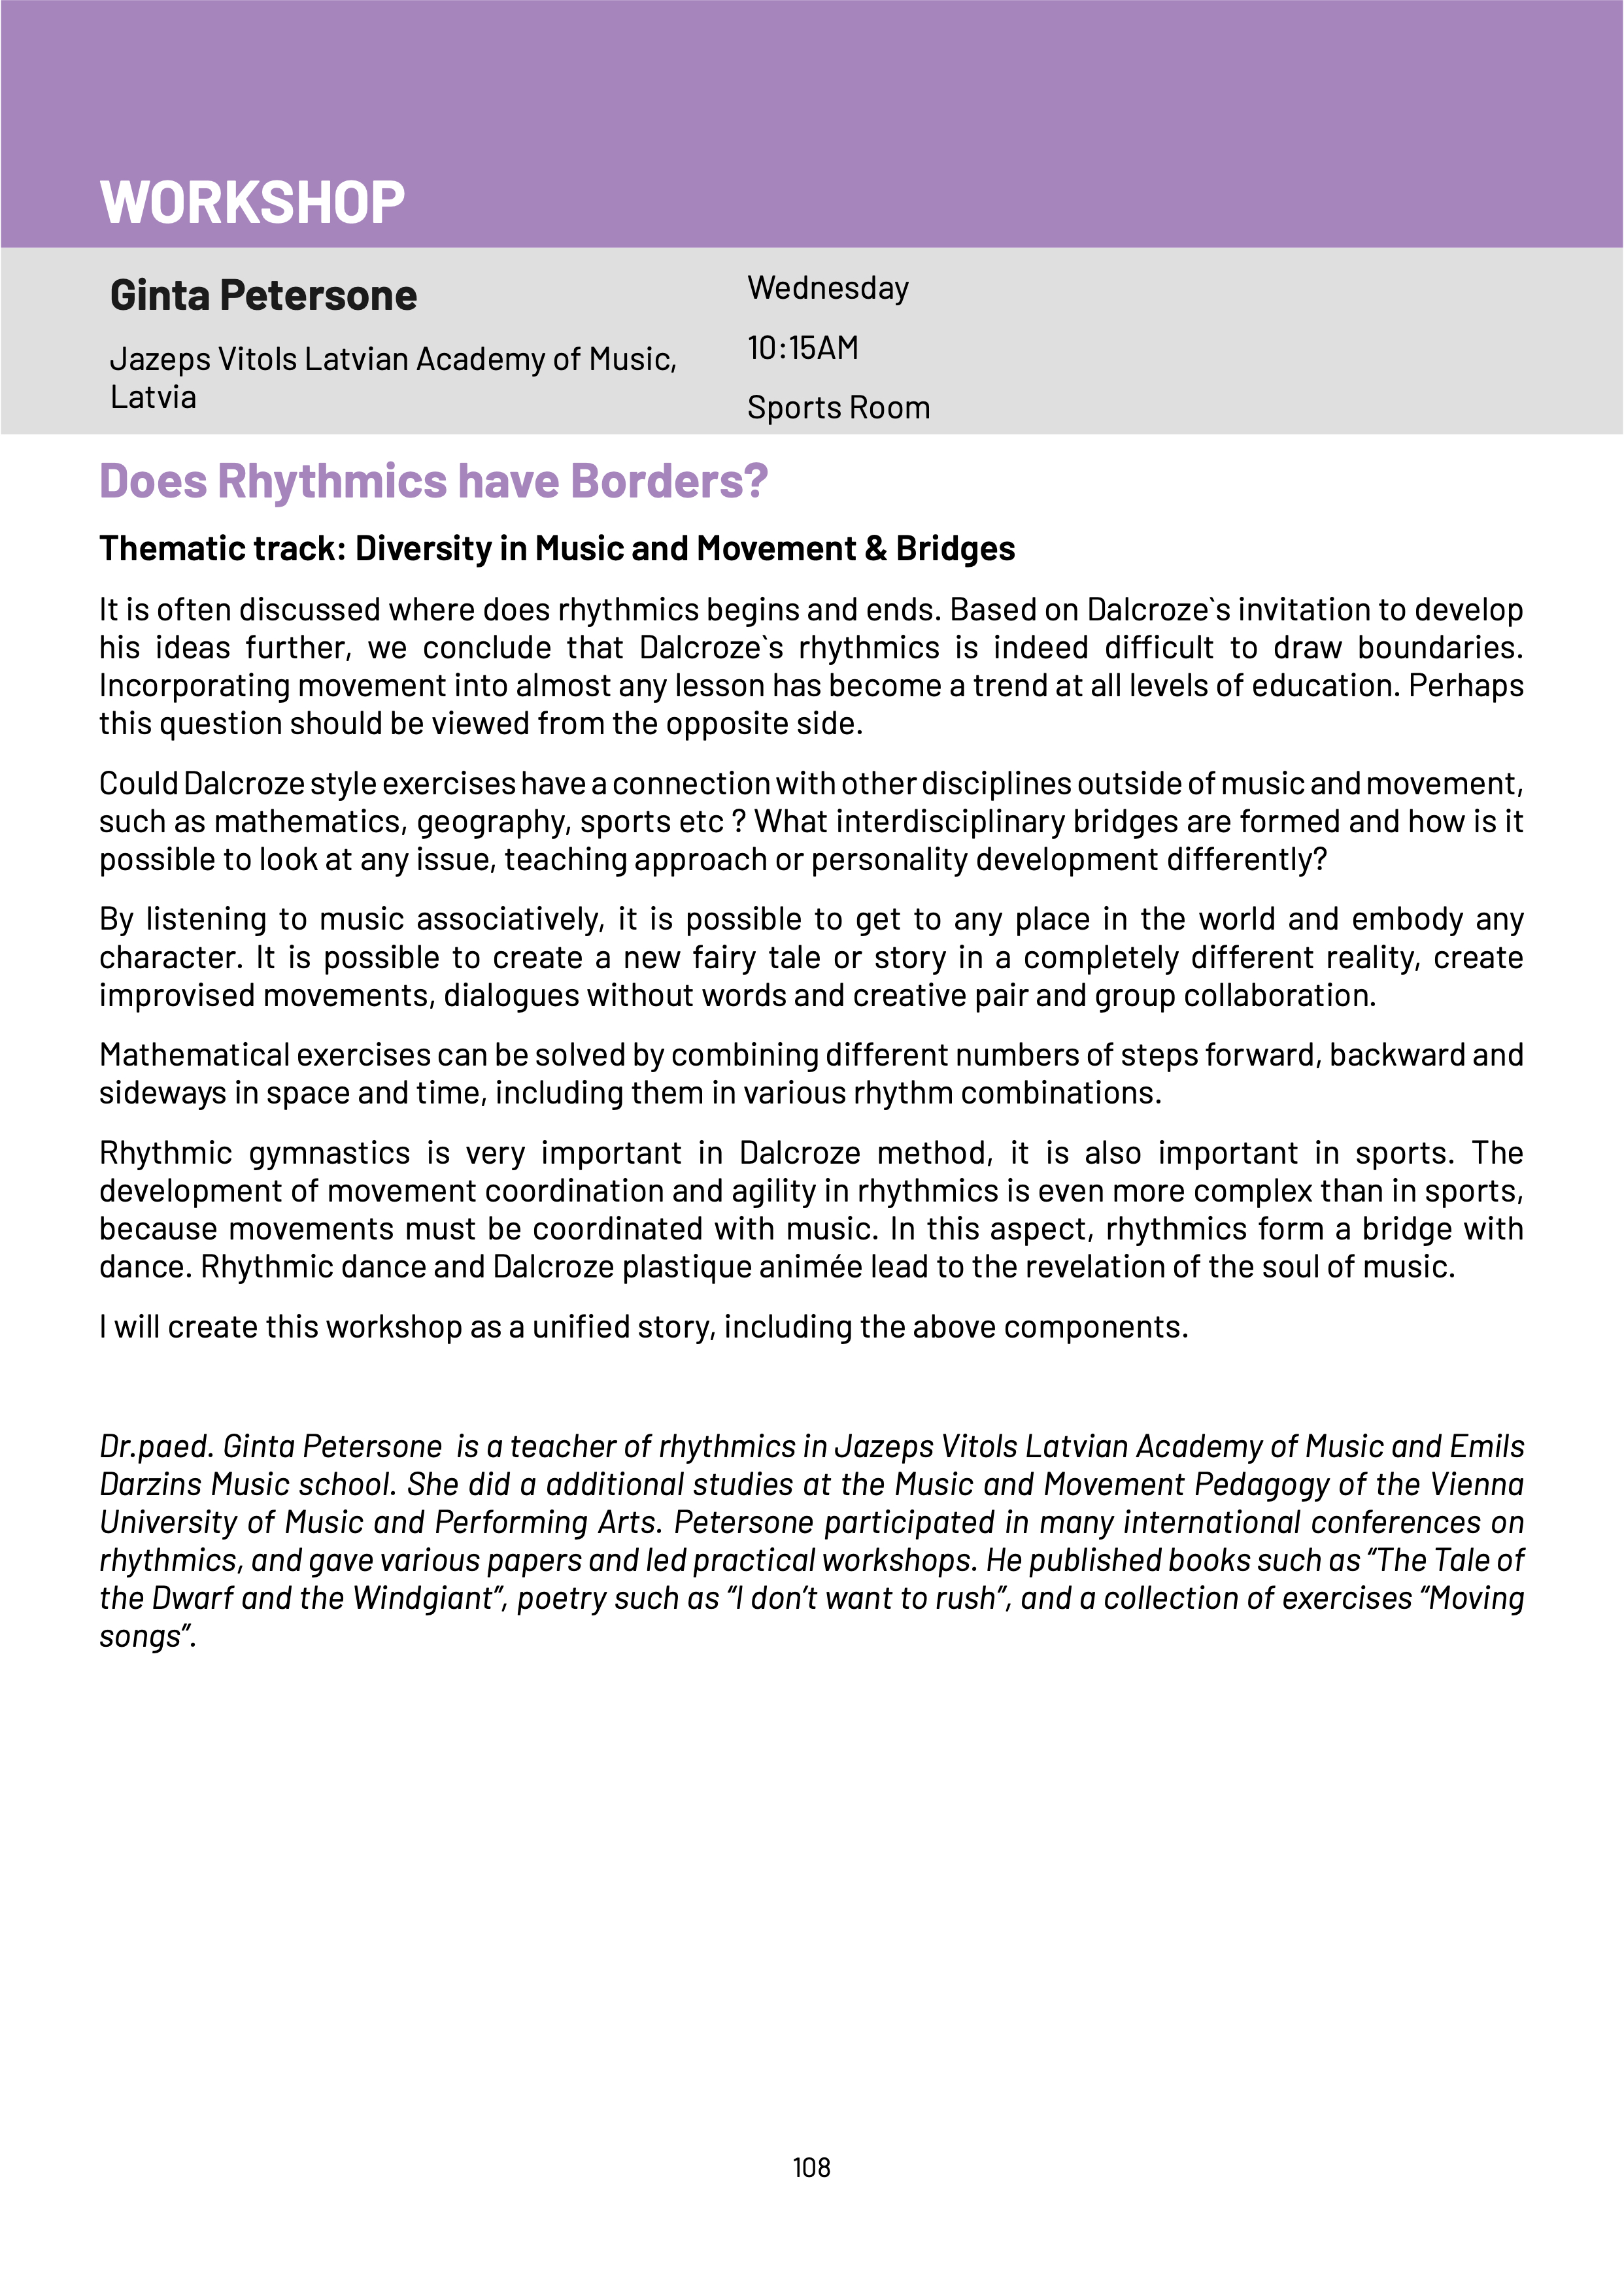 WORKSHOP
Ginta Petersone
Jazeps Vitols Latvian Academy of Music,
Latvia
Wednesday
10:15AM
Sports Room
Does Rhythmics have Borders?
Thematic track: Diversity in Music and Movement & Bridges
It is often discussed where does rhythmics begins and ends. Based on Dalcroze`s invitation to develop
his ideas further, we conclude that Dalcroze`s rhythmics is indeed difficult to draw boundaries.
Incorporating movement into almost any lesson has become a trend at all levels of education. Perhaps
this question should be viewed from the opposite side.
Could Dalcroze style exercises have a connection with other disciplines outside of music and movement,
such as mathematics, geography, sports etc ? What interdisciplinary bridges are formed and how is it
possible to look at any issue, teaching approach or personality development differently?
By listening to music associatively, it is possible to get to any place in the world and embody any
character. It is possible to create a new fairy tale or story in a completely different reality, create
improvised movements, dialogues without words and creative pair and group collaboration.
Mathematical exercises can be solved by combining different numbers of steps forward, backward and
sideways in space and time, including them in various rhythm combinations.
Rhythmic gymnastics is very important in Dalcroze method, it is also important in sports. The
development of movement coordination and agility in rhythmics is even more complex than in sports,
because movements must be coordinated with music. In this aspect, rhythmics form a bridge with
dance. Rhythmic dance and Dalcroze plastique animée lead to the revelation of the soul of music.
I will create this workshop as a unified story, including the above components.
Dr.paed. Ginta Petersone  is a teacher of rhythmics in Jazeps Vitols Latvian Academy of Music and Emils
Darzins Music school. She did a additional studies at the Music and Movement Pedagogy of the Vienna
University of Music and Performing Arts. Petersone participated in many international conferences on
rhythmics, and gave various papers and led practical workshops. He published books such as “The Tale of
the Dwarf and the Windgiant”, poetry such as “I don’t want to rush”, and a collection of exercises “Moving
songs”.
108